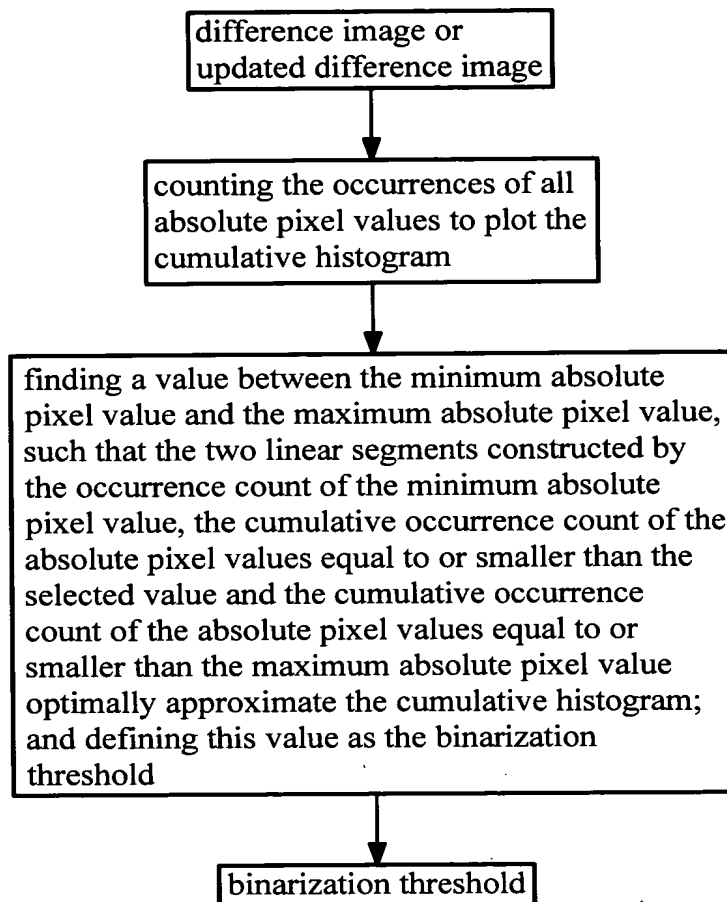 difference image or
updated difference image
counting the occurrences of all
absolute pixel values to plot the
cumulative histogram
finding a value between the minimum absolute
pixel value and the maximum absolute pixel value,
such that the two linear segments constructed by
the occurrence count of the minimum absolute
pixel value, the cumulative occurrence count of the
absolute pixel values equal to or smaller than the
selected value and the cumulative occurrence
count of the absolute pixel values equal to or
smaller than the maximum absolute pixel value
optimally approximate the cumulative histogram;
and defining this value as the binarization
threshold
binarization threshold